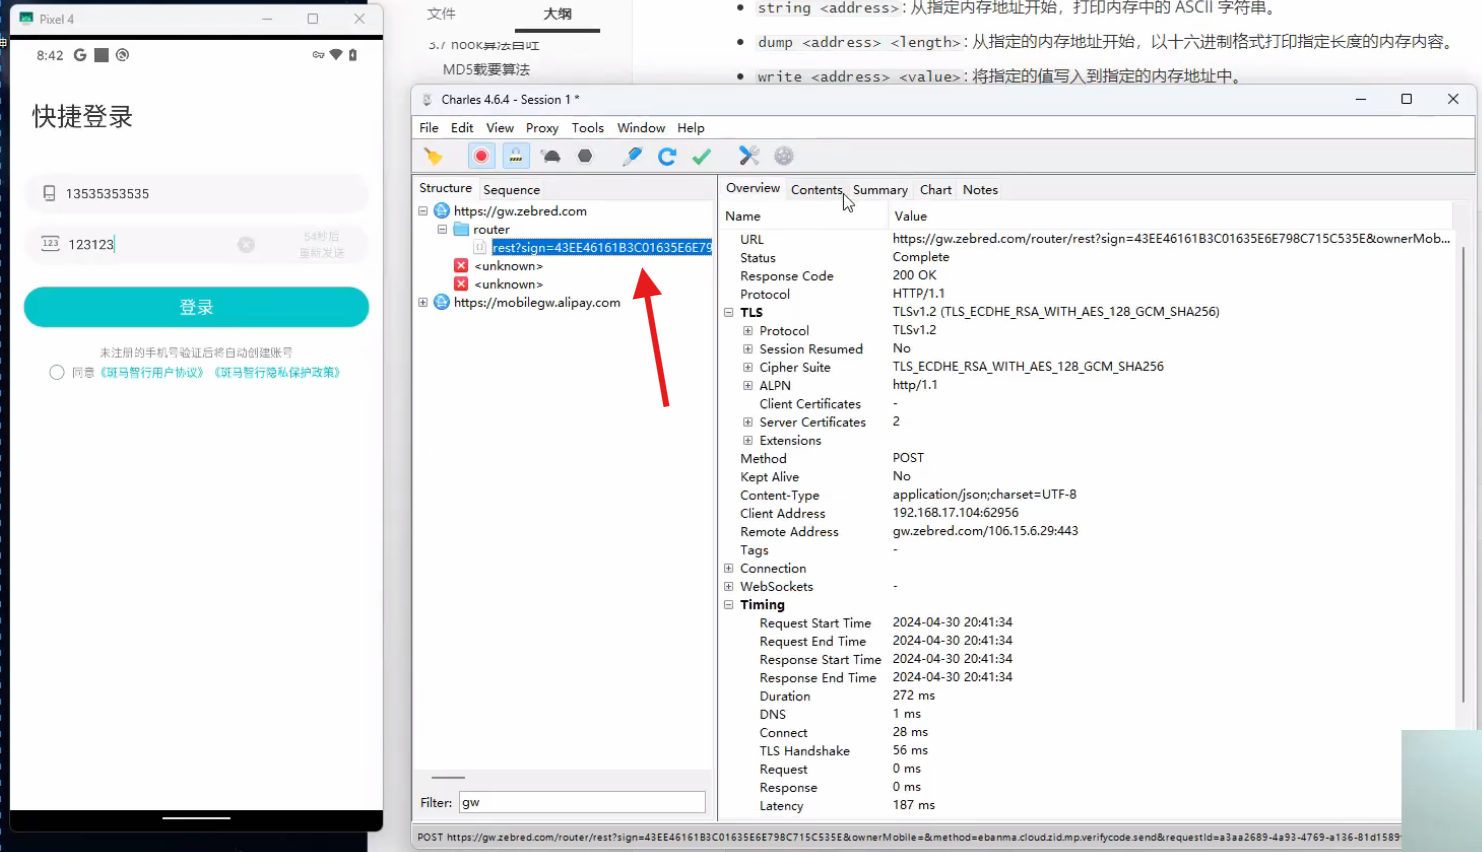 Pixel 4
8:42
快捷登录
13535353535
123
123123
54秒后
重新发送
登录
未注册的手机号验证后将自动创建账号
同意《斑马智行用户协议》《斑马智行隐私保护政策》
文件
大纲
3.7 hook算法自吐
MD5载要算法
• string <address>: 从指定内存地址开始，打印内存中的 ASCII 字符串。
• dump <address> <length>: 从指定的内存地址开始，以十六进制格式打印指定长度的内存内容。
• write <address> <value>: 将指定的值写入到指定的内存地址中。
Charles 4.6.4 - Session 1 *
File Edit View Proxy Tools Window Help
Structure Sequence
https://gw.zebred.com
router
rest?sign=43EE46161B3C01635E6E79
<unknown>
<unknown>
https://mobilegw.alipay.com
Filter: gw
Overview Contents Summary Chart Notes
Name Value
URL https://gw.zebred.com/router/rest?sign=43EE46161B3C01635E6E798C715C535E&ownerMob...
Status Complete
Response Code 200 OK
Protocol HTTP/1.1
TLS TLSv1.2 (TLS_ECDHE_RSA_WITH_AES_128_GCM_SHA256)
Protocol TLSv1.2
Session Resumed No
Cipher Suite TLS_ECDHE_RSA_WITH_AES_128_GCM_SHA256
ALPN http/1.1
Client Certificates -
Server Certificates 2
Extensions
Method POST
Kept Alive No
Content-Type application/json;charset=UTF-8
Client Address 192.168.17.104:62956
Remote Address gw.zebred.com/106.15.6.29:443
Tags -
Connection
WebSockets -
Timing
Request Start Time 2024-04-30 20:41:34
Request End Time 2024-04-30 20:41:34
Response Start Time 2024-04-30 20:41:34
Response End Time 2024-04-30 20:41:34
Duration 272 ms
DNS 1 ms
Connect 28 ms
TLS Handshake 56 ms
Request 0 ms
Response 0 ms
Latency 187 ms
POST https://gw.zebred.com/router/rest?sign=43EE46161B3C01635E6E798C715C535E&ownerMobile=&method=ebanma.cloud.zid.mp.verifycode.send&requestId=a3aa2689-4a93-4769-a136-81d1589